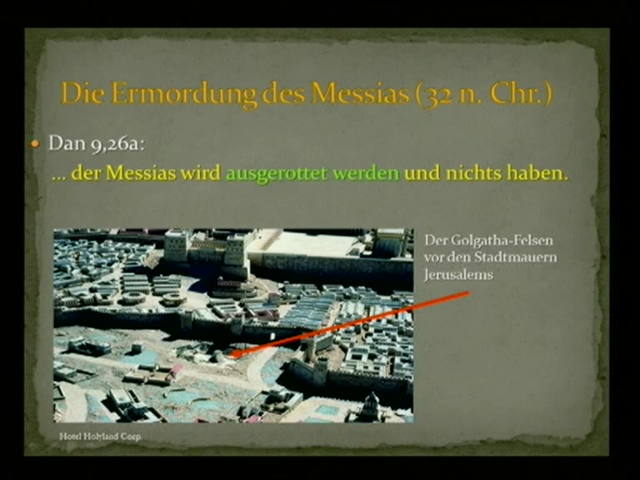 Die Ermordung des Messias (32 n. Chr.)
Dan 9,26a:
... der Messias wird ausgerottet werden und nichts haben.
Der Golgatha-Felsen
vor den Stadtmauern
Jerusalems
Hotel Holyland Corp.